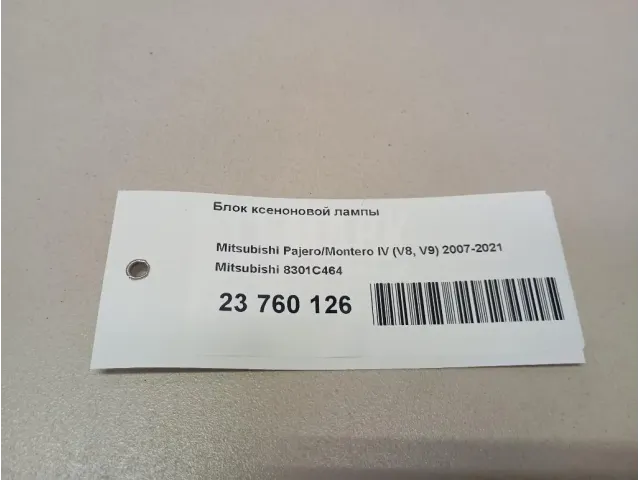 Блок ксеноновой лампы
Mitsubishi Pajero/Montero IV (V8, V9) 2007-2021
Mitsubishi 8301C464
23 760 126